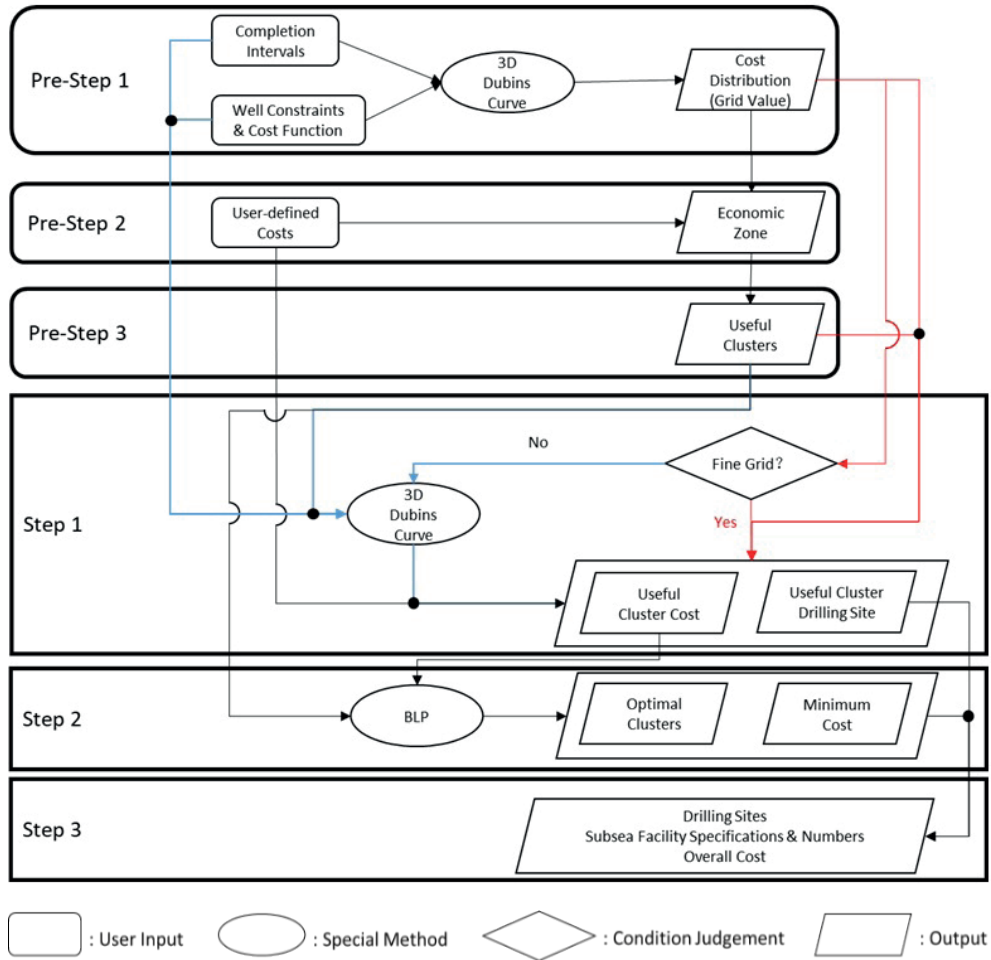 Pre-Step 1
Completion
Intervals
Well Constraints
& Cost Function
3D
Dubins
Curve
Cost
Distribution
(Grid Value)
Pre-Step 2
User-defined
Costs
Economic
Zone
Pre-Step 3
Useful
Clusters
Step 1
No
Fine Grid?
3D
Dubins
Curve
Yes
Useful
Cluster Cost
Useful Cluster
Drilling Site
Step 2
BLP
Optimal
Clusters
Minimum
Cost
Step 3
Drilling Sites
Subsea Facility Specifications & Numbers
Overall Cost
: User Input
: Special Method
: Condition Judgement
: Output